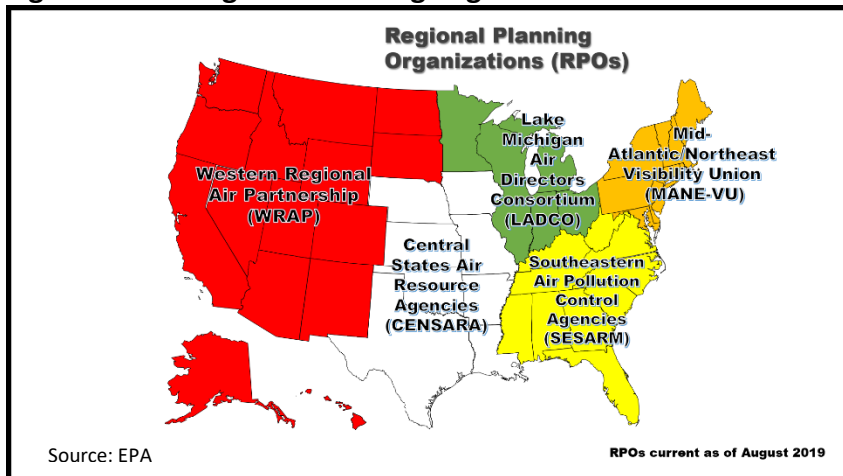 Regional Planning
Organizations (RPOs)
Lake
Michigan
Air
Directors
Consortium
(LADCO)
Mid-
Atlantic/Northeast
Visibility Union
(MANE-VU)
Western Regional
Air Partnership
(WRAP)
Central
States Air
Resource
Agencies
(CENSARA)
Southeastern
Air Pollution
Control
Agencies
(SESARM)
Source: EPA
RPOs current as of August 2019